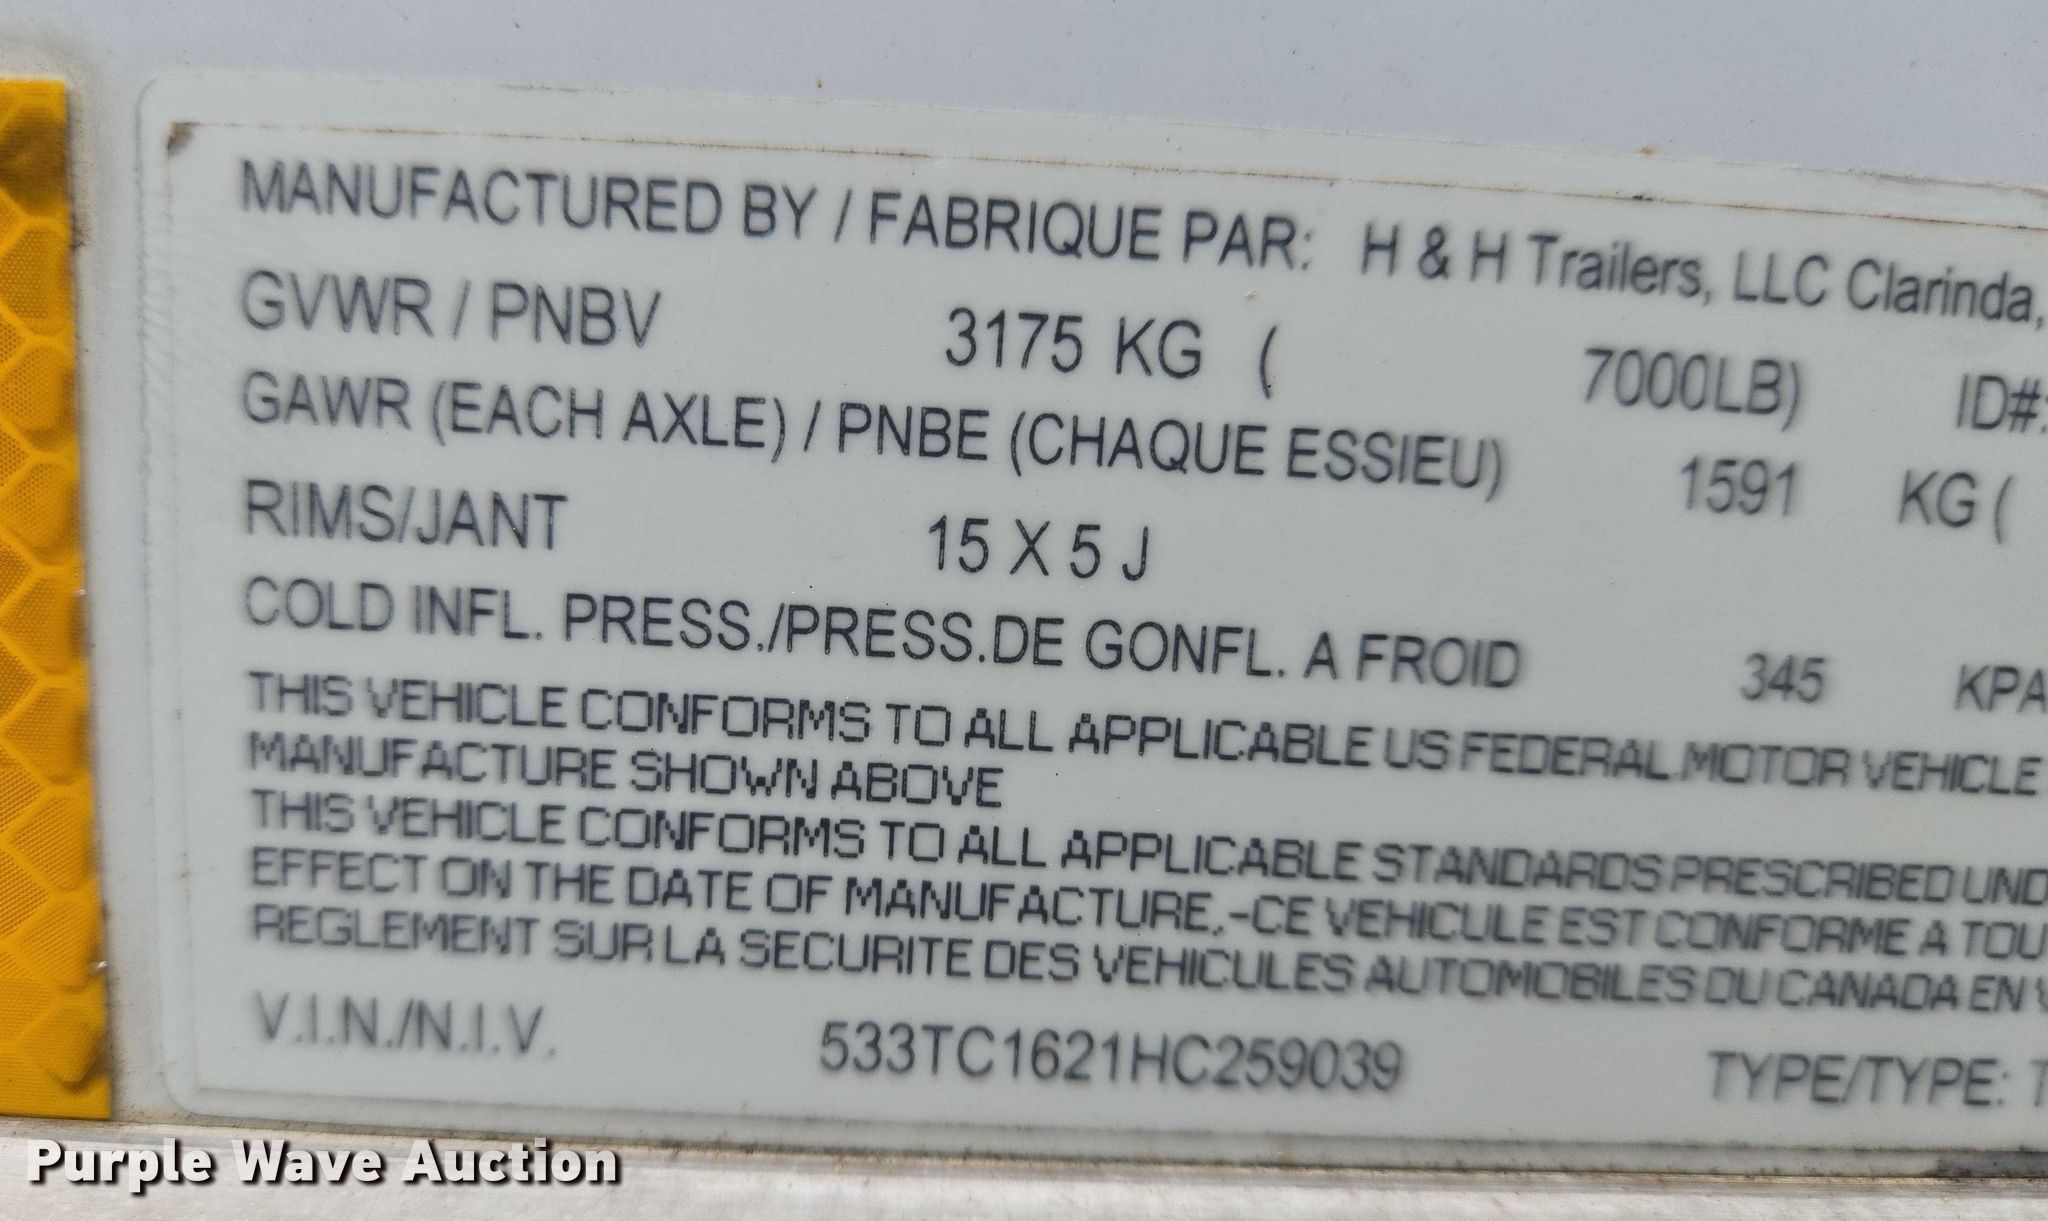 MANUFACTURED BY / FABRIQUE PAR: H & H Trailers, LLC Clarinda,
GVWR / PNBV 3175 KG ( 7000LB) ID#:
GAWR (EACH AXLE) / PNBE (CHAQUE ESSIEU) 1591 KG (
RIMS/JANT 15 X 5 J
COLD INFL. PRESS./PRESS.DE GONFL. A FROID 345 KPA
THIS VEHICLE CONFORMS TO ALL APPLICABLE US FEDERAL MOTOR VEHICLE
MANUFACTURE SHOWN ABOVE
THIS VEHICLE CONFORMS TO ALL APPLICABLE STANDARDS PRESCRIBED UND
EFFECT ON THE DATE OF MANUFACTURE,-CE VEHICULE EST CONFORME A TOU
REGLEMENT SUR LA SECURITE DES VEHICULES AUTOMOBILES DU CANADA EN
V.I.N./N.I.V. 533TC1621HC259039 TYPE/TYPE: T
Purple Wave Auction